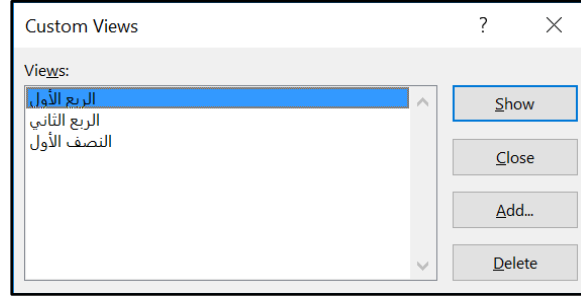 Custom Views
?
Views:
الربع الأول
الربع الثاني
النصف الأول
Show
Close
Add...
Delete